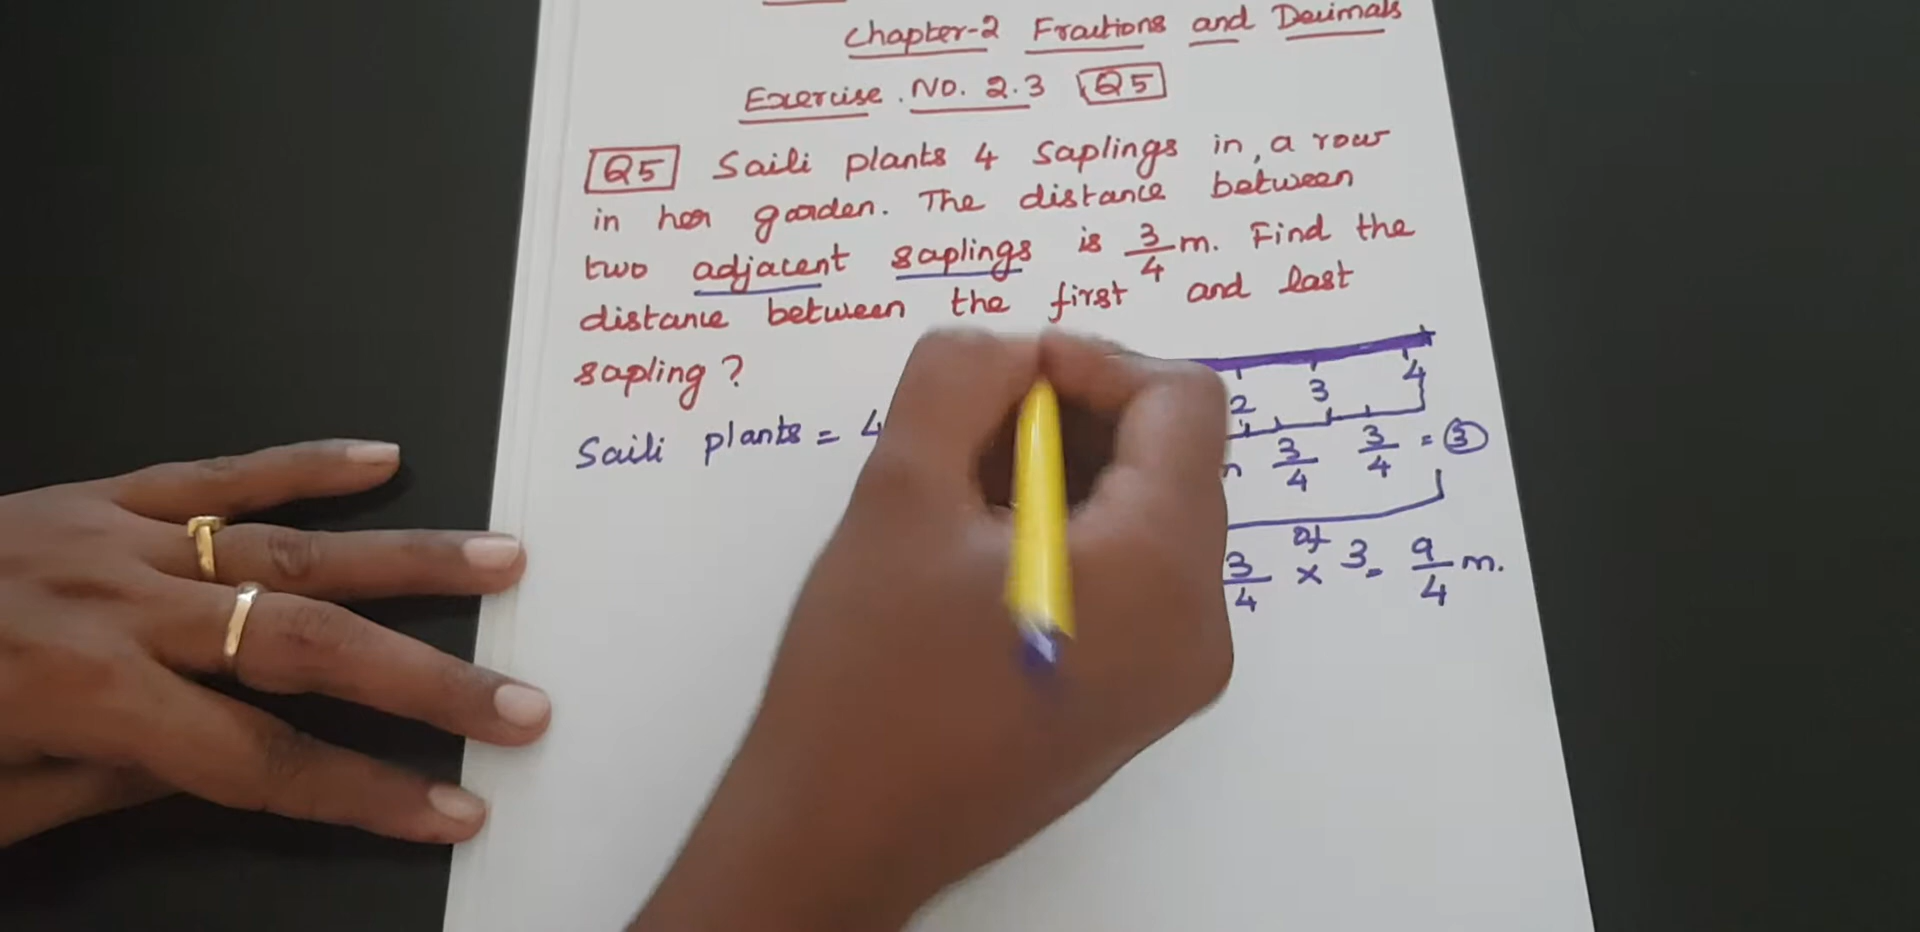 Chapter-2 Fractions and Decimals
Exercise. No. 2.3 Q5
Q5 Saili plants 4 saplings in, a row
in her garden. The distance between
two adjacent saplings is 3/4 m. Find the
distance between the first and last
sapling?
Saili plants = 4
2 3 4
3/4 3/4 = 3
3/4 of × 3 = 9/4 m.